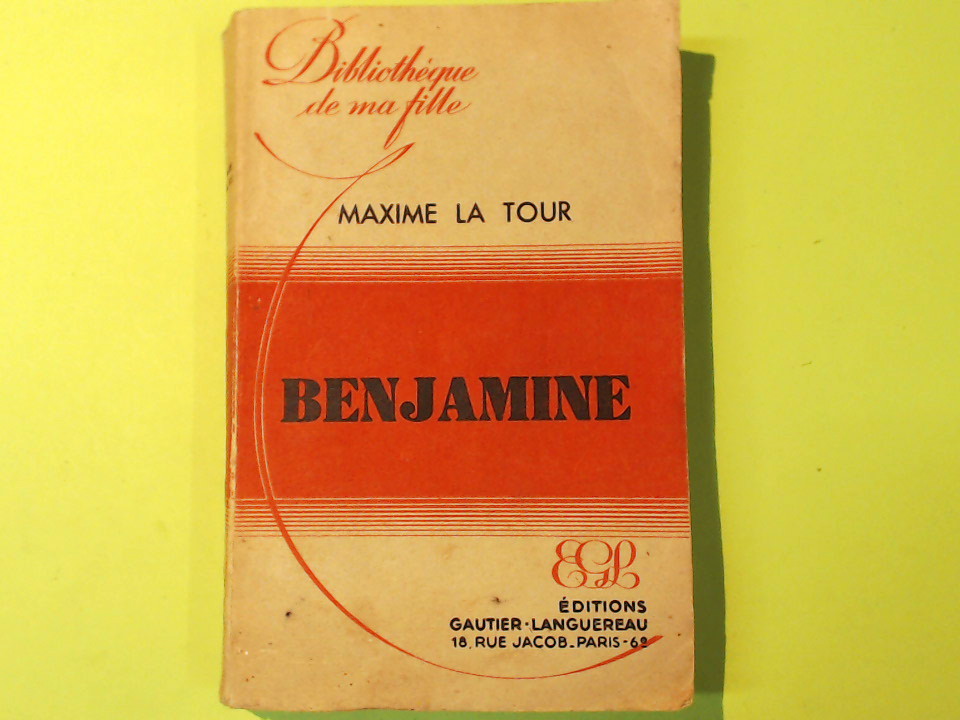 Bibliothèque
de ma fille
MAXIME LA TOUR
BENJAMINE
EGL
ÉDITIONS
GAUTIER-LANGUEREAU
18, RUE JACOB-PARIS-6e